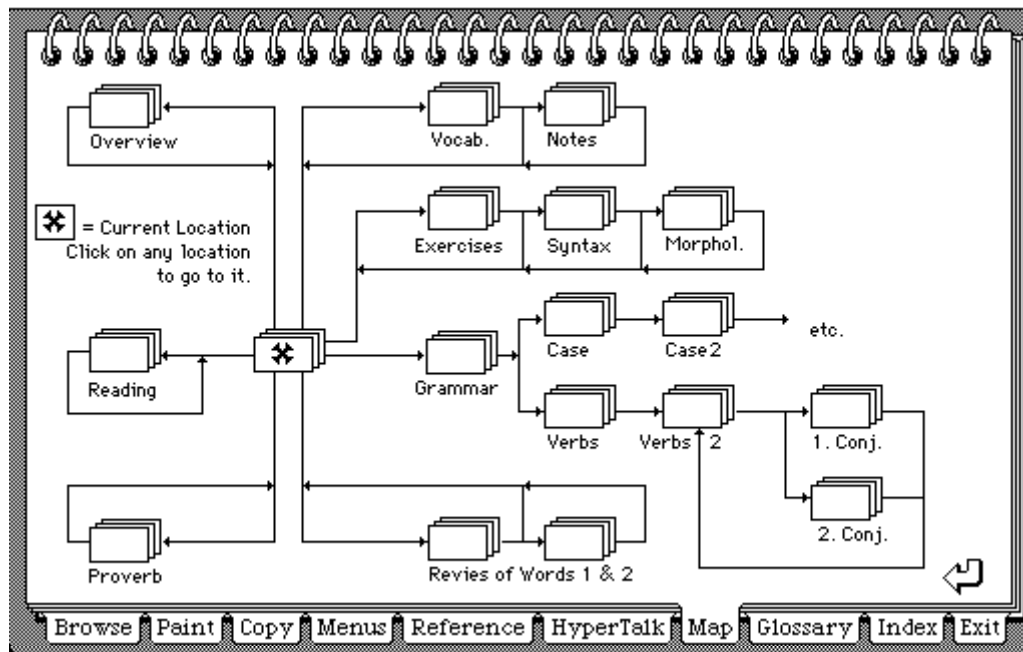 Overview
Vocab.
Notes
= Current Location
Click on any location
to go to it.
Exercises
Syntax
Morphol.
Case
Case2
etc.
Reading
Grammar
Verbs
Verbs 2
1. Conj.
2. Conj.
Proverb
Revies of Words 1 & 2
Browse
Paint
Copy
Menus
Reference
HyperTalk
Map
Glossary
Index
Exit